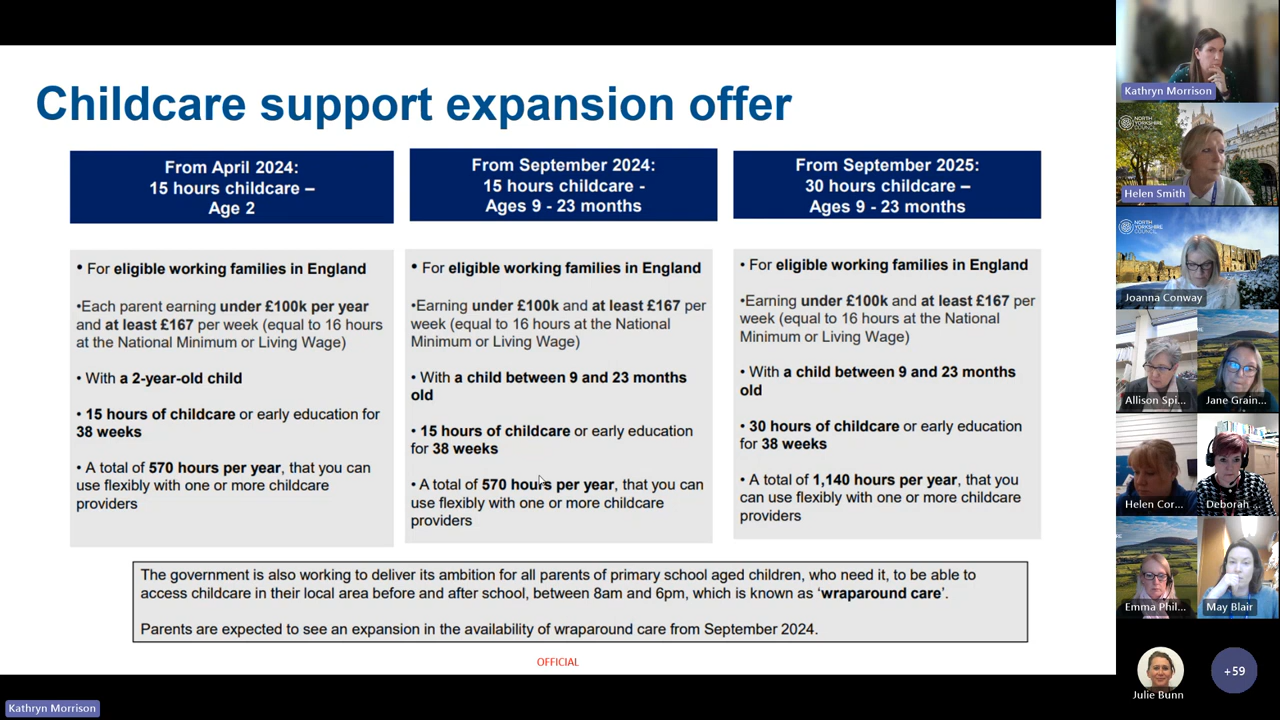 Childcare support expansion offer
From April 2024:
15 hours childcare –
Age 2
• For eligible working families in England
•Each parent earning under £100k per year
and at least £167 per week (equal to 16 hours
at the National Minimum or Living Wage)
• With a 2-year-old child
• 15 hours of childcare or early education for
38 weeks
• A total of 570 hours per year, that you can
use flexibly with one or more childcare
providers
From September 2024:
15 hours childcare -
Ages 9 - 23 months
• For eligible working families in England
•Earning under £100k and at least £167 per
week (equal to 16 hours at the National
Minimum or Living Wage)
• With a child between 9 and 23 months
old
• 15 hours of childcare or early education
for 38 weeks
• A total of 570 hours per year, that you can
use flexibly with one or more childcare
providers
From September 2025:
30 hours childcare –
Ages 9 - 23 months
• For eligible working families in England
•Earning under £100k and at least £167 per
week (equal to 16 hours at the National
Minimum or Living Wage)
• With a child between 9 and 23 months
old
• 30 hours of childcare or early education
for 38 weeks
• A total of 1,140 hours per year, that you
can use flexibly with one or more childcare
providers
The government is also working to deliver its ambition for all parents of primary school aged children, who need it, to be able to
access childcare in their local area before and after school, between 8am and 6pm, which is known as ‘wraparound care’.
Parents are expected to see an expansion in the availability of wraparound care from September 2024.
OFFICIAL
Kathryn Morrison
Kathryn Morrison
NORTH
YORKSHIRE
COUNCIL
Helen Smith
NORTH
YORKSHIRE
COUNCIL
Joanna Conway
Allison Spi...
Jane Grain...
Helen Cor...
Deborah ...
Emma Phil...
May Blair
Julie Bunn
+59